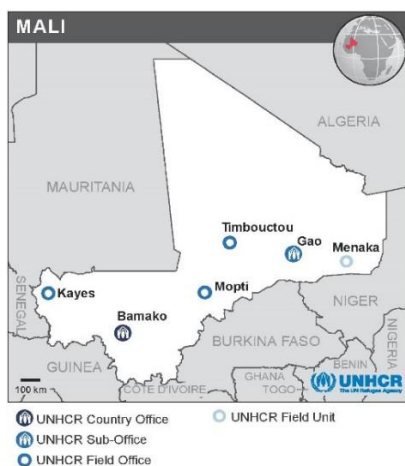 MALI
ALGERIA
MAURITANIA
Timbouctou
Gao
Menaka
Kayes
Mopti
Bamako
SENEGAL
NIGER
BURKINA FASO
GUINEA
BENIN
NIGERIA
GHANA
TOGO
CÔTE D'IVOIRE
100 km
UNHCR
The UN Refugee Agency
UNHCR Country Office
UNHCR Field Unit
UNHCR Sub-Office
UNHCR Field Office